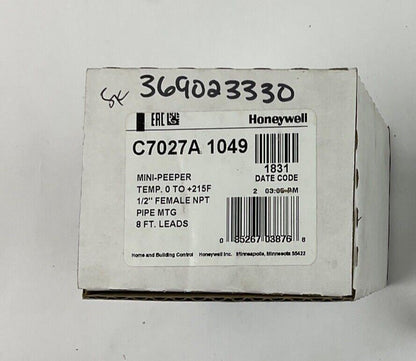 SK 369023330
EAC Honeywell
C7027A 1049
1831
DATE CODE
MINI-PEEPER
TEMP. 0 TO +215F
1/2" FEMALE NPT
PIPE MTG
8 FT. LEADS
2 03:05 PM
0 85267 03876 8
Home and Building Control Honeywell Inc. Minneapolis, Minnesota 55422